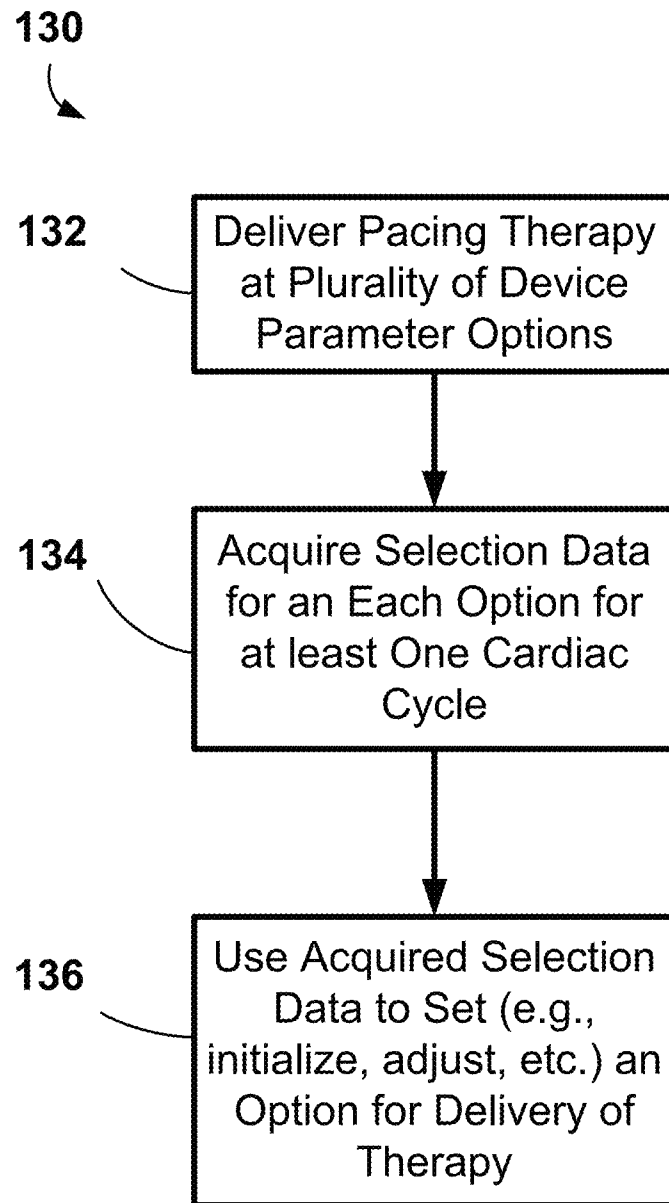 130
132
Deliver Pacing Therapy
at Plurality of Device
Parameter Options
134
Acquire Selection Data
for an Each Option for
at least One Cardiac
Cycle
136
Use Acquired Selection
Data to Set (e.g.,
initialize, adjust, etc.) an
Option for Delivery of
Therapy